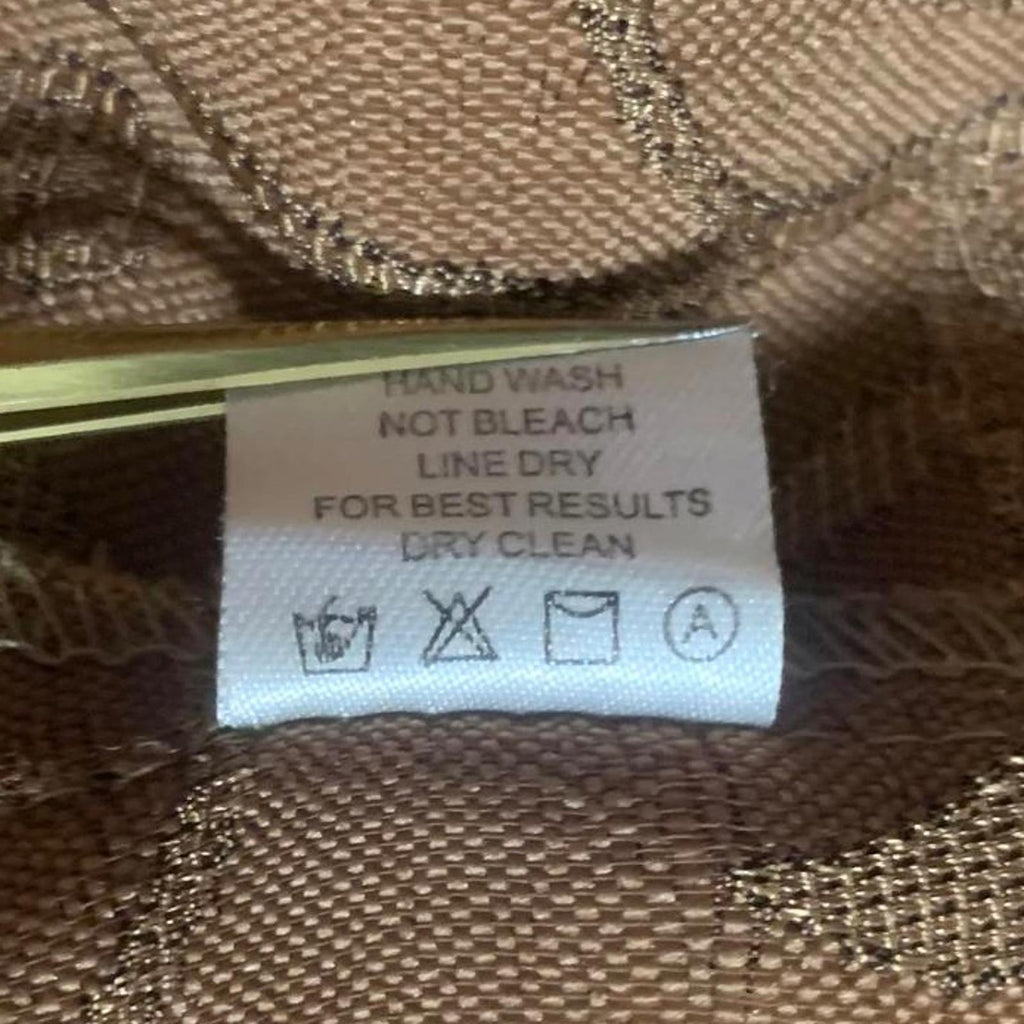 HAND WASH
NOT BLEACH
LINE DRY
FOR BEST RESULTS
DRY CLEAN
A